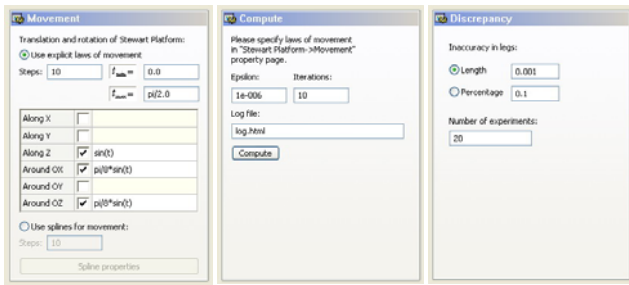 Movement
Translation and rotation of Stewart Platform:
Use explicit laws of movement
Steps: 10
= 0.0
= pi/2.0
Along X
Along Y
Along Z sin(t)
Around OX pi/8*sin(t)
Around OY
Around OZ pi/8*sin(t)
Use splines for movement:
Steps: 10
Spline properties
Compute
Please specify laws of movement
in "Stewart Platform->Movement"
property page.
Epsilon: Iterations:
1e-006 10
Log file:
log.html
Compute
Discrepancy
Inaccuracy in legs:
Length 0.001
Percentage 0.1
Number of experiments:
20